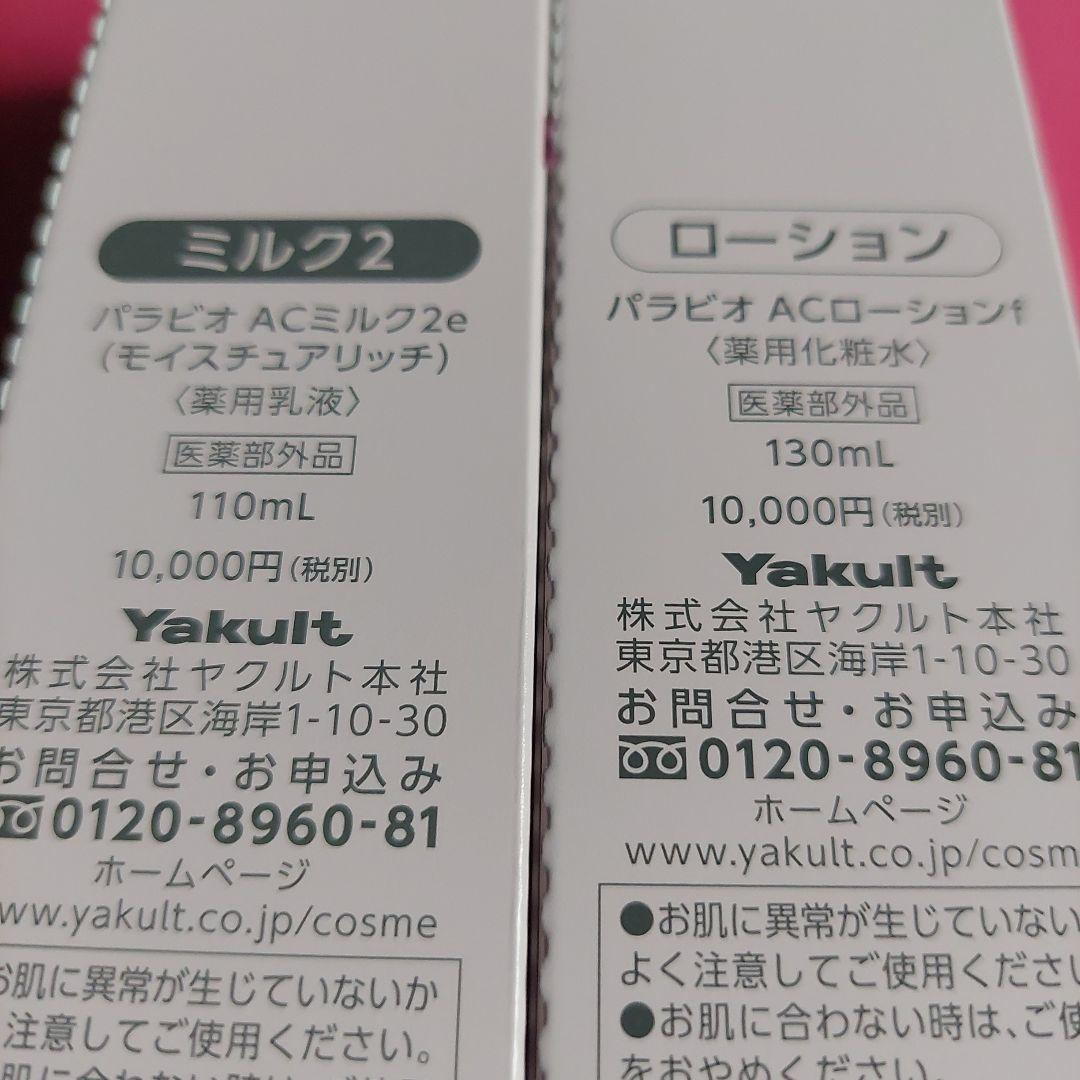 ミルク2
パラビオ ACミルク2e
(モイスチュアリッチ)
〈薬用乳液〉
医薬部外品
110mL
10,000円(税別)
Yakult
株式会社ヤクルト本社
東京都港区海岸1-10-30
お問合せ・お申込み
0120-8960-81
ホームページ
ww.yakult.co.jp/cosme
お肌に異常が生じていないか
注意してご使用ください。
ローション
パラビオ ACローションf
〈薬用化粧水〉
医薬部外品
130mL
10,000円(税別)
Yakult
株式会社ヤクルト本社
東京都港区海岸1-10-30
お問合せ・お申込み
0120-8960-81
ホームページ
www.yakult.co.jp/cosm
●お肌に異常が生じていない
よく注意してご使用くださ
●お肌に合わない時は、ご使
をおやめください。